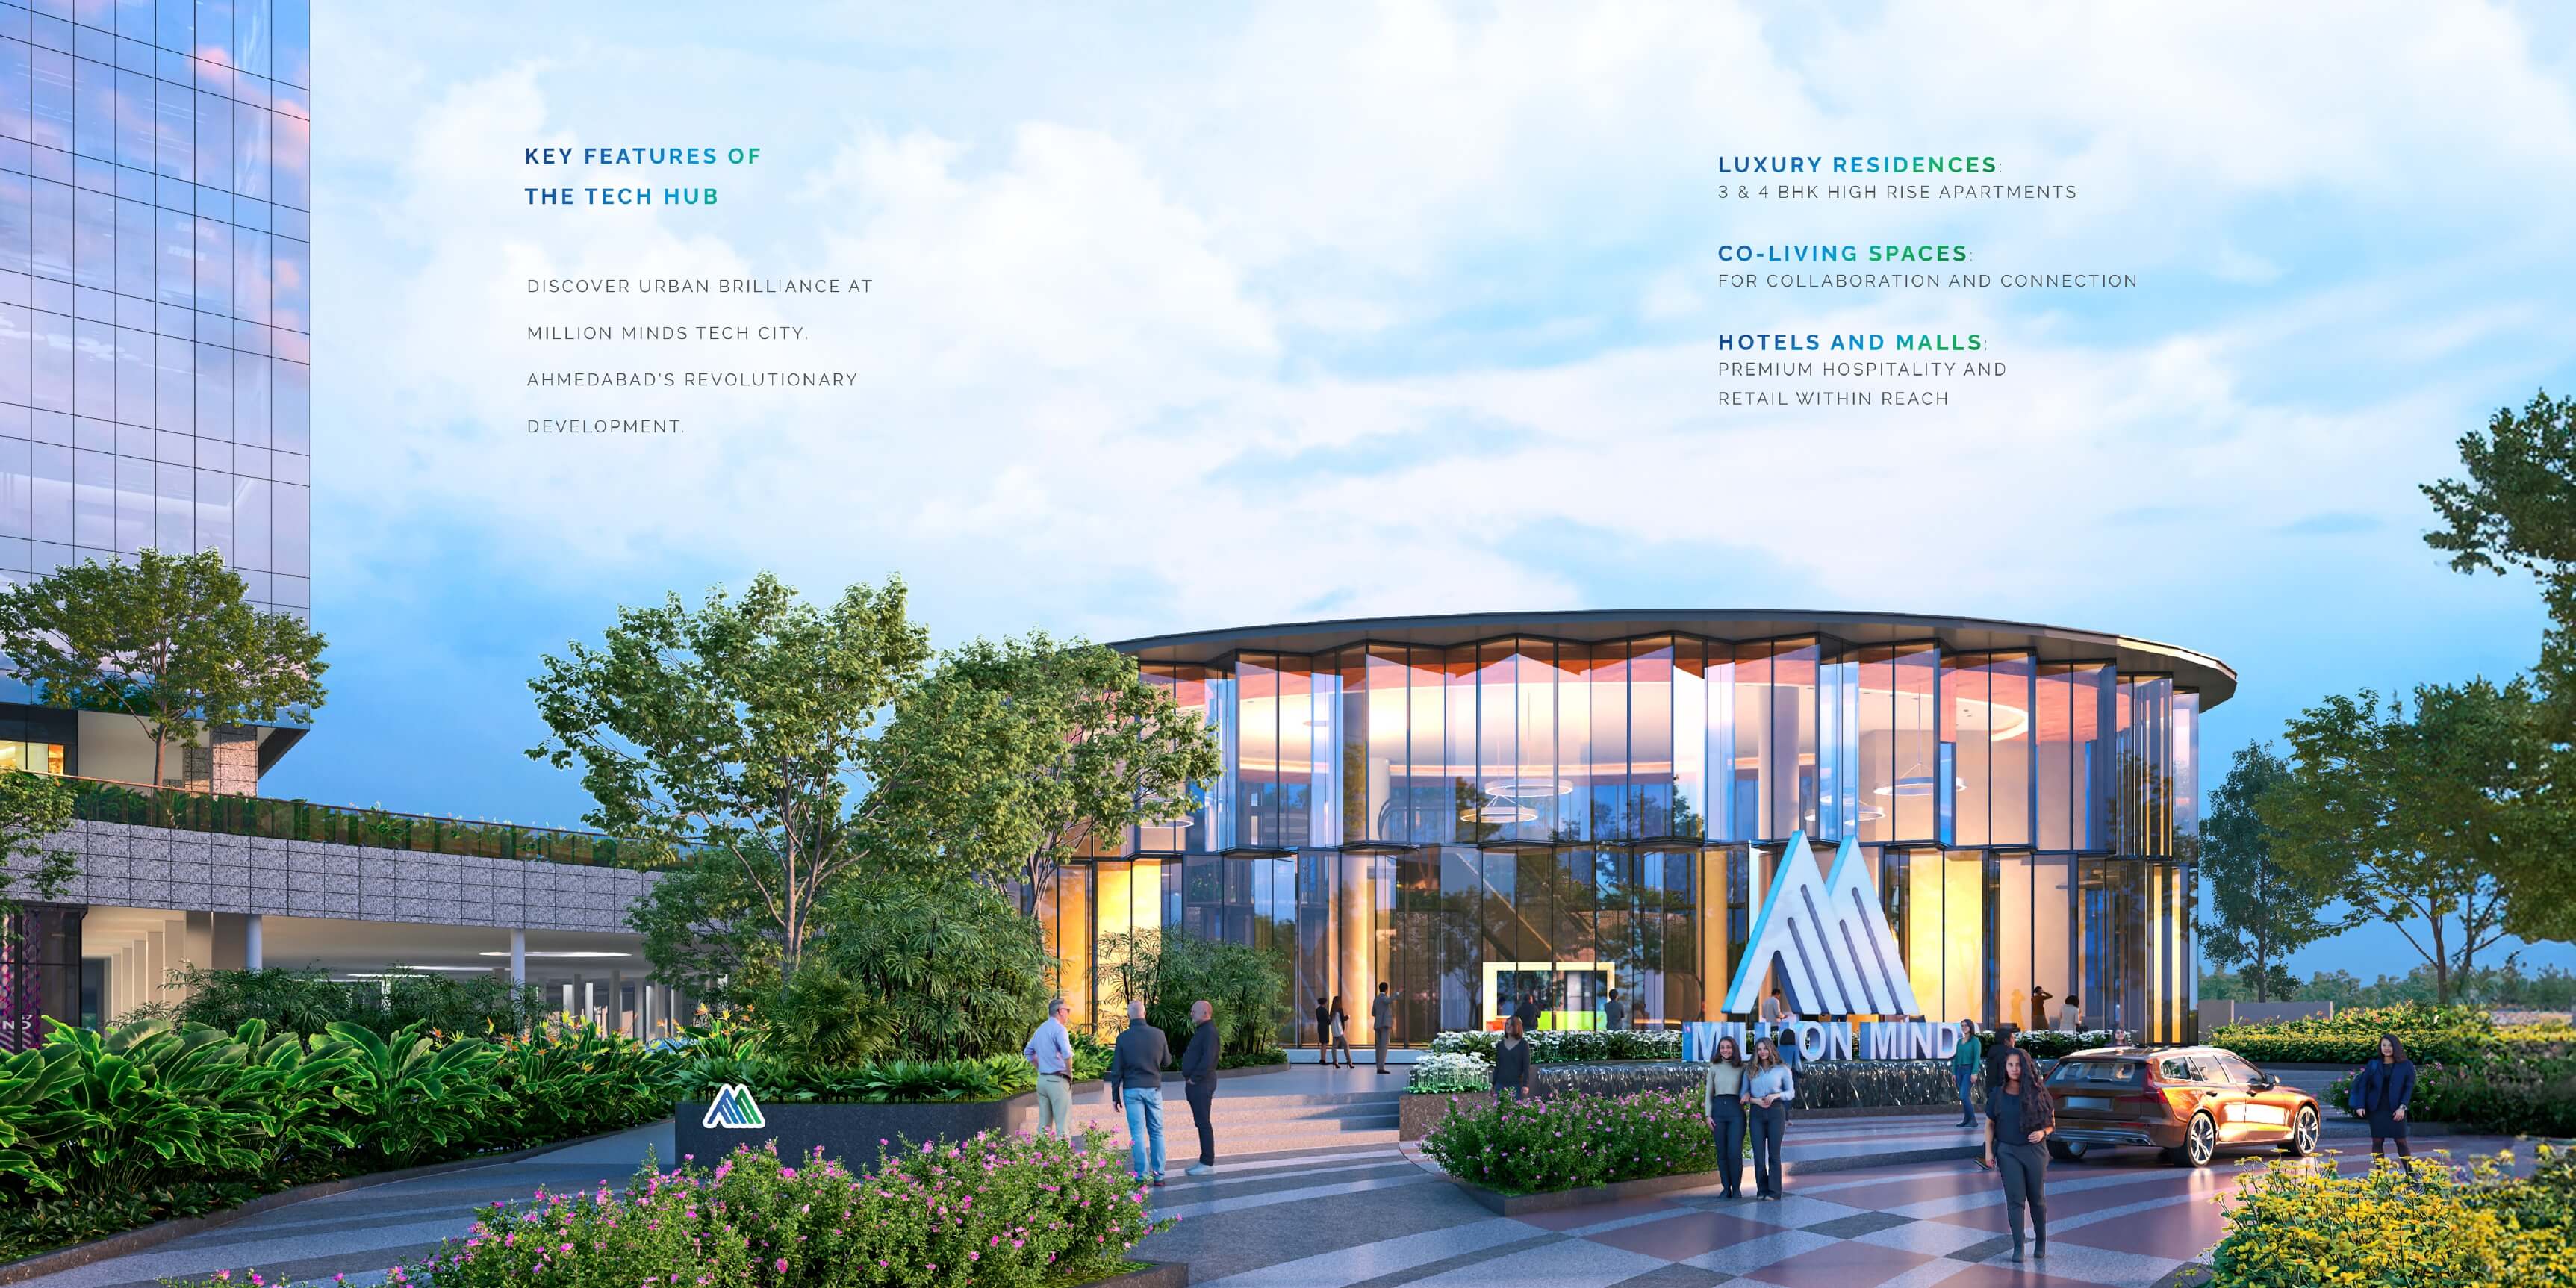 KEY FEATURES OF
THE TECH HUB
DISCOVER URBAN BRILLIANCE AT
MILLION MINDS TECH CITY,
AHMEDABAD'S REVOLUTIONARY
DEVELOPMENT.
LUXURY RESIDENCES:
3 & 4 BHK HIGH RISE APARTMENTS
CO-LIVING SPACES:
FOR COLLABORATION AND CONNECTION
HOTELS AND MALLS:
PREMIUM HOSPITALITY AND
RETAIL WITHIN REACH
MILLION MIND